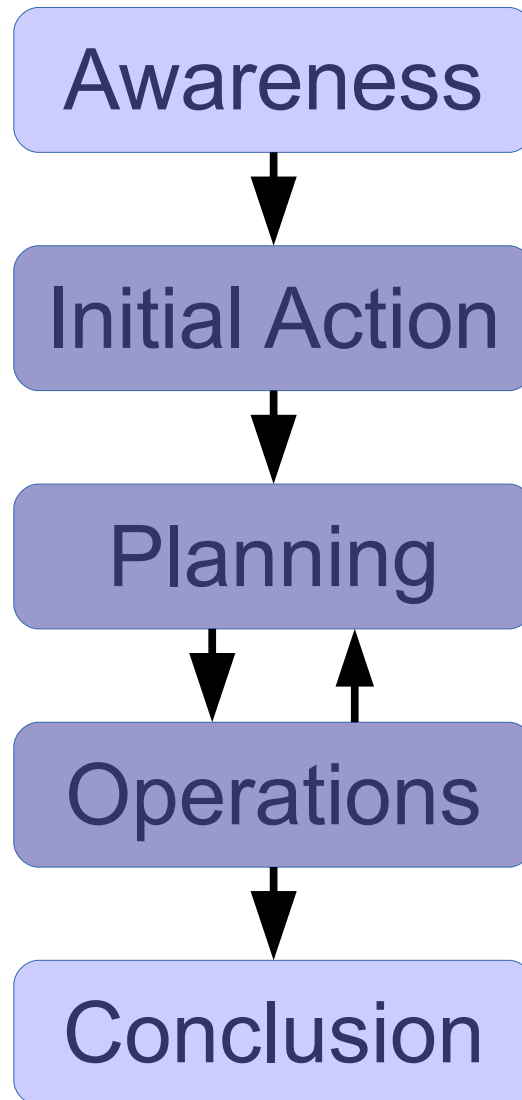 Awareness
Initial Action
Planning
Operations
Conclusion